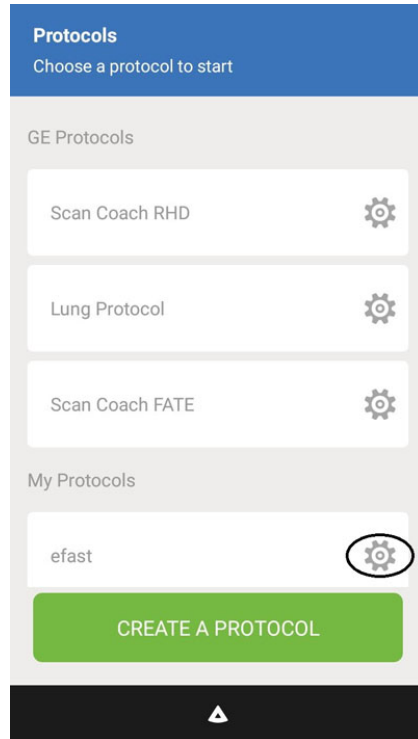 Protocols
Choose a protocol to start
GE Protocols
Scan Coach RHD
Lung Protocol
Scan Coach FATE
My Protocols
efast
CREATE A PROTOCOL